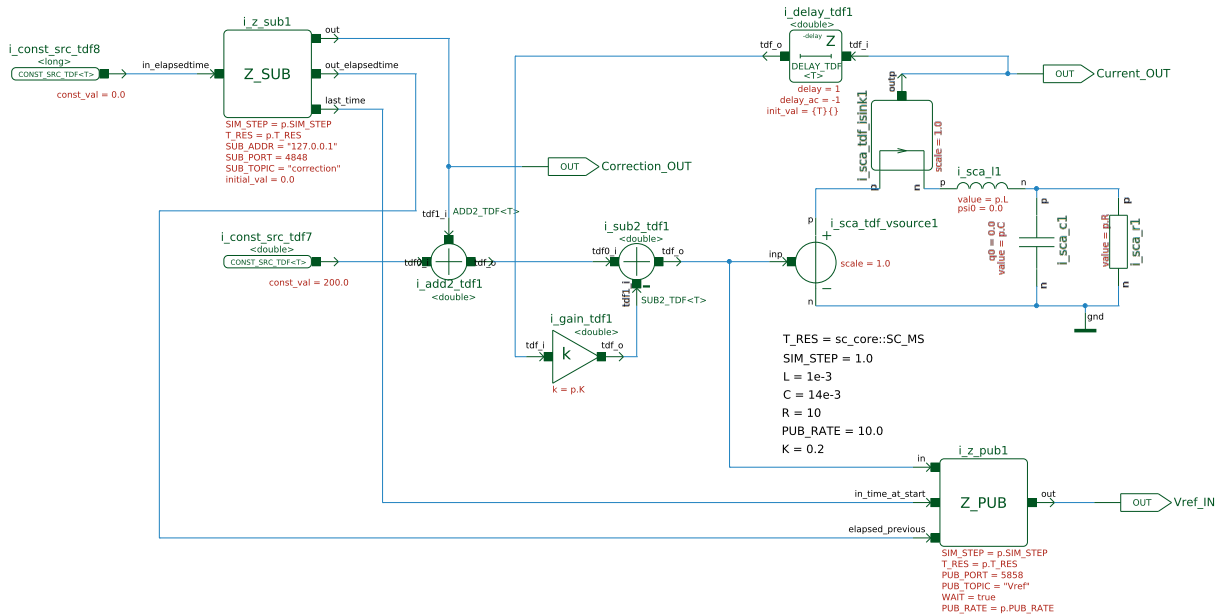 i_const_src_tdf8
<long>
CONST_SRC_TDF<T>
const_val = 0.0
in_elapsedtime
i_z_sub1
Z_SUB
out
out_elapsedtime
last_time
SIM_STEP = p.SIM_STEP
T_RES = p.T_RES
SUB_ADDR = "127.0.0.1"
SUB_PORT = 4848
SUB_TOPIC = "correction"
initial_val = 0.0
OUT
Correction_OUT
i_delay_tdf1
<double>
-delay
Z
DELAY_TDF
<T>
tdf_o
tdf_i
delay = 1
delay_ac = -1
init_val = {T}{}
OUT
Current_OUT
outp
i_sca_tdf_isink1
scale = 1.0
p
n
i_sca_l1
p
n
value = p.L
psi0 = 0.0
p
q0 = 0.0
value = p.C
i_sca_c1
n
p
value = p.R
i_sca_r1
n
gnd
p
i_sca_tdf_vsource1
+
inp
scale = 1.0
−
n
i_const_src_tdf7
<double>
CONST_SRC_TDF<T>
const_val = 200.0
tdf1_i
ADD2_TDF<T>
tdf0_i
tdf_o
i_add2_tdf1
<double>
i_sub2_tdf1
<double>
tdf0_i
tdf_o
tdf1_i
SUB2_TDF<T>
i_gain_tdf1
<double>
tdf_i
k
tdf_o
k = p.K
T_RES = sc_core::SC_MS
SIM_STEP = 1.0
L = 1e-3
C = 14e-3
R = 10
PUB_RATE = 10.0
K = 0.2
i_z_pub1
Z_PUB
in
in_time_at_start
elapsed_previous
out
OUT
Vref_IN
SIM_STEP = p.SIM_STEP
T_RES = p.T_RES
PUB_PORT = 5858
PUB_TOPIC = "Vref"
WAIT = true
PUB_RATE = p.PUB_RATE